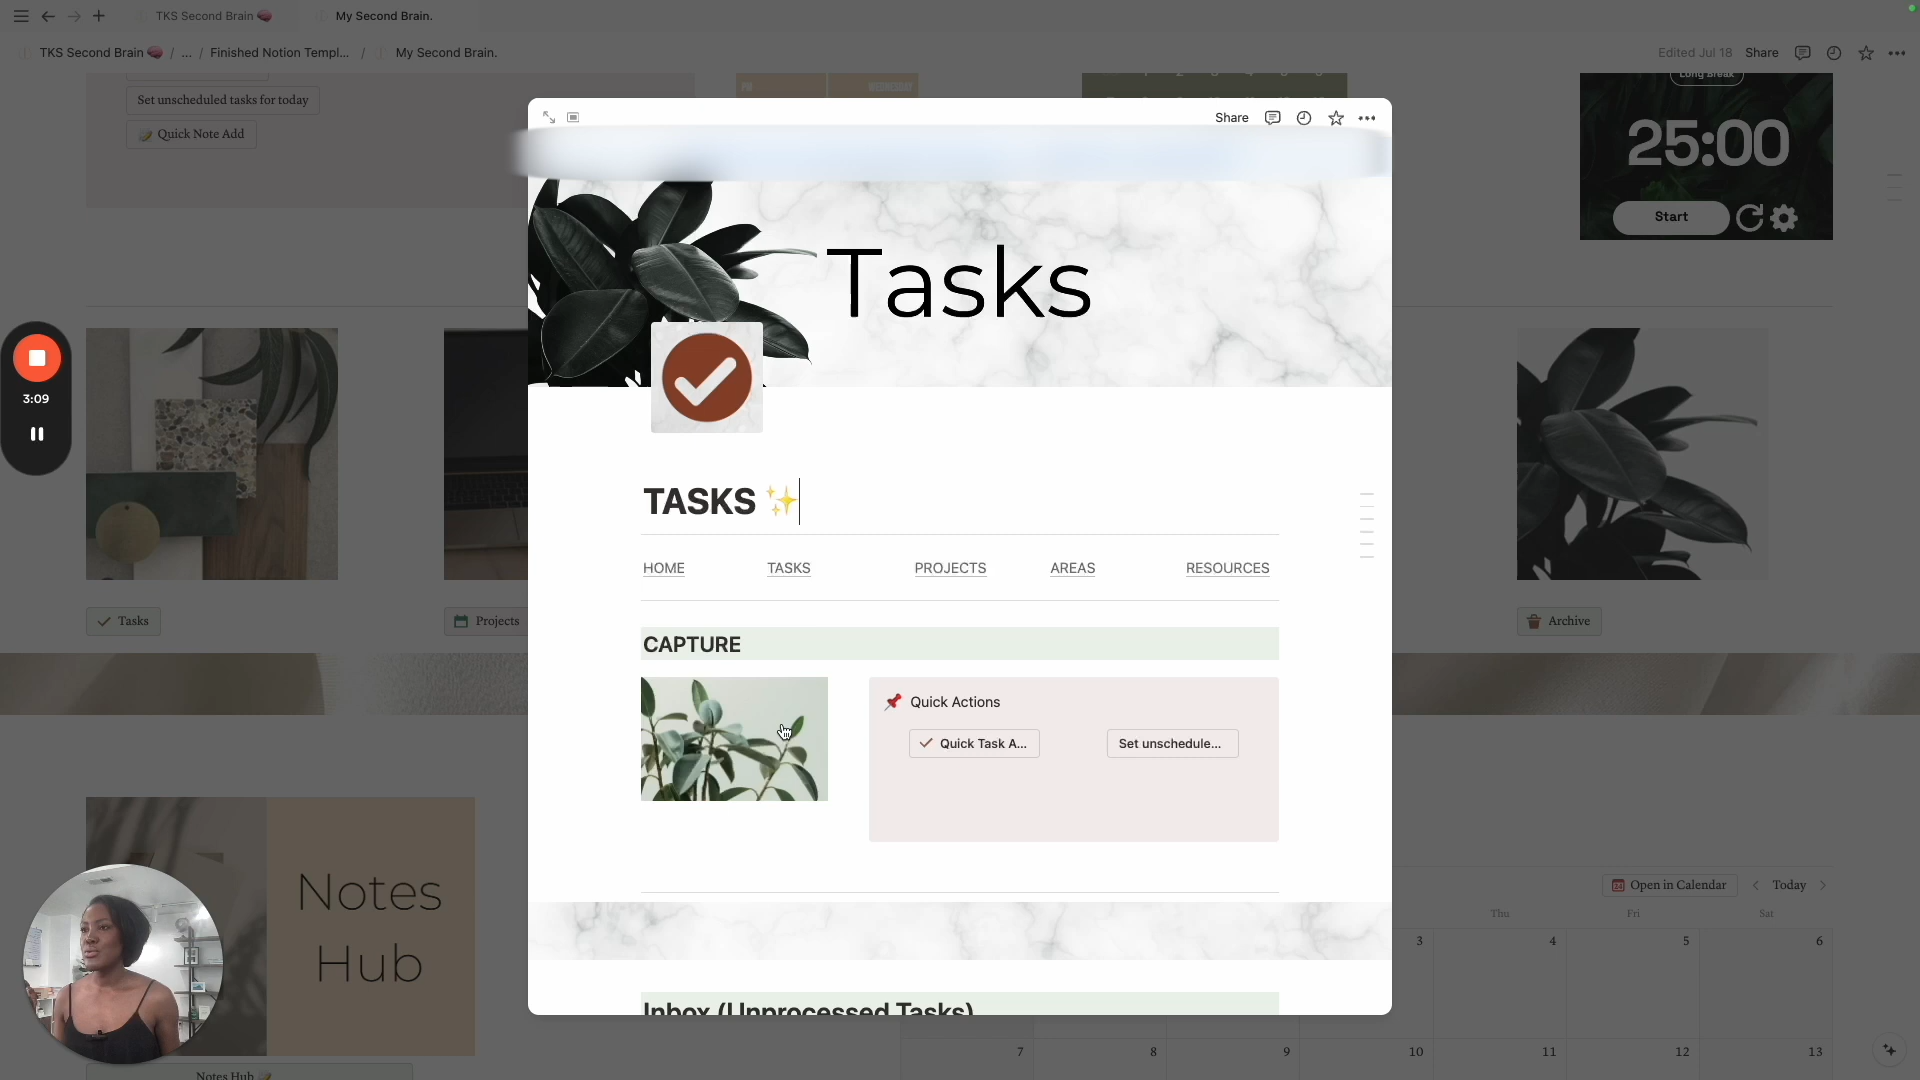 TKS Second Brain
My Second Brain.
TKS Second Brain / ... / Finished Notion Templ... / My Second Brain.
Edited Jul 18
Share
Set unscheduled tasks for today
Quick Note Add
PM
WEDNESDAY
Long Break
25:00
Start
3:09
Share
Tasks
TASKS ✨
HOME
TASKS
PROJECTS
AREAS
RESOURCES
CAPTURE
📌 Quick Actions
Quick Task A...
Set unschedule...
Inbox (Unprocessed Tasks)
Tasks
Projects
Archive
Notes
Hub
Notes Hub
Open in Calendar
Today
Thu
Fri
Sat
3
4
5
6
7
8
9
10
11
12
13